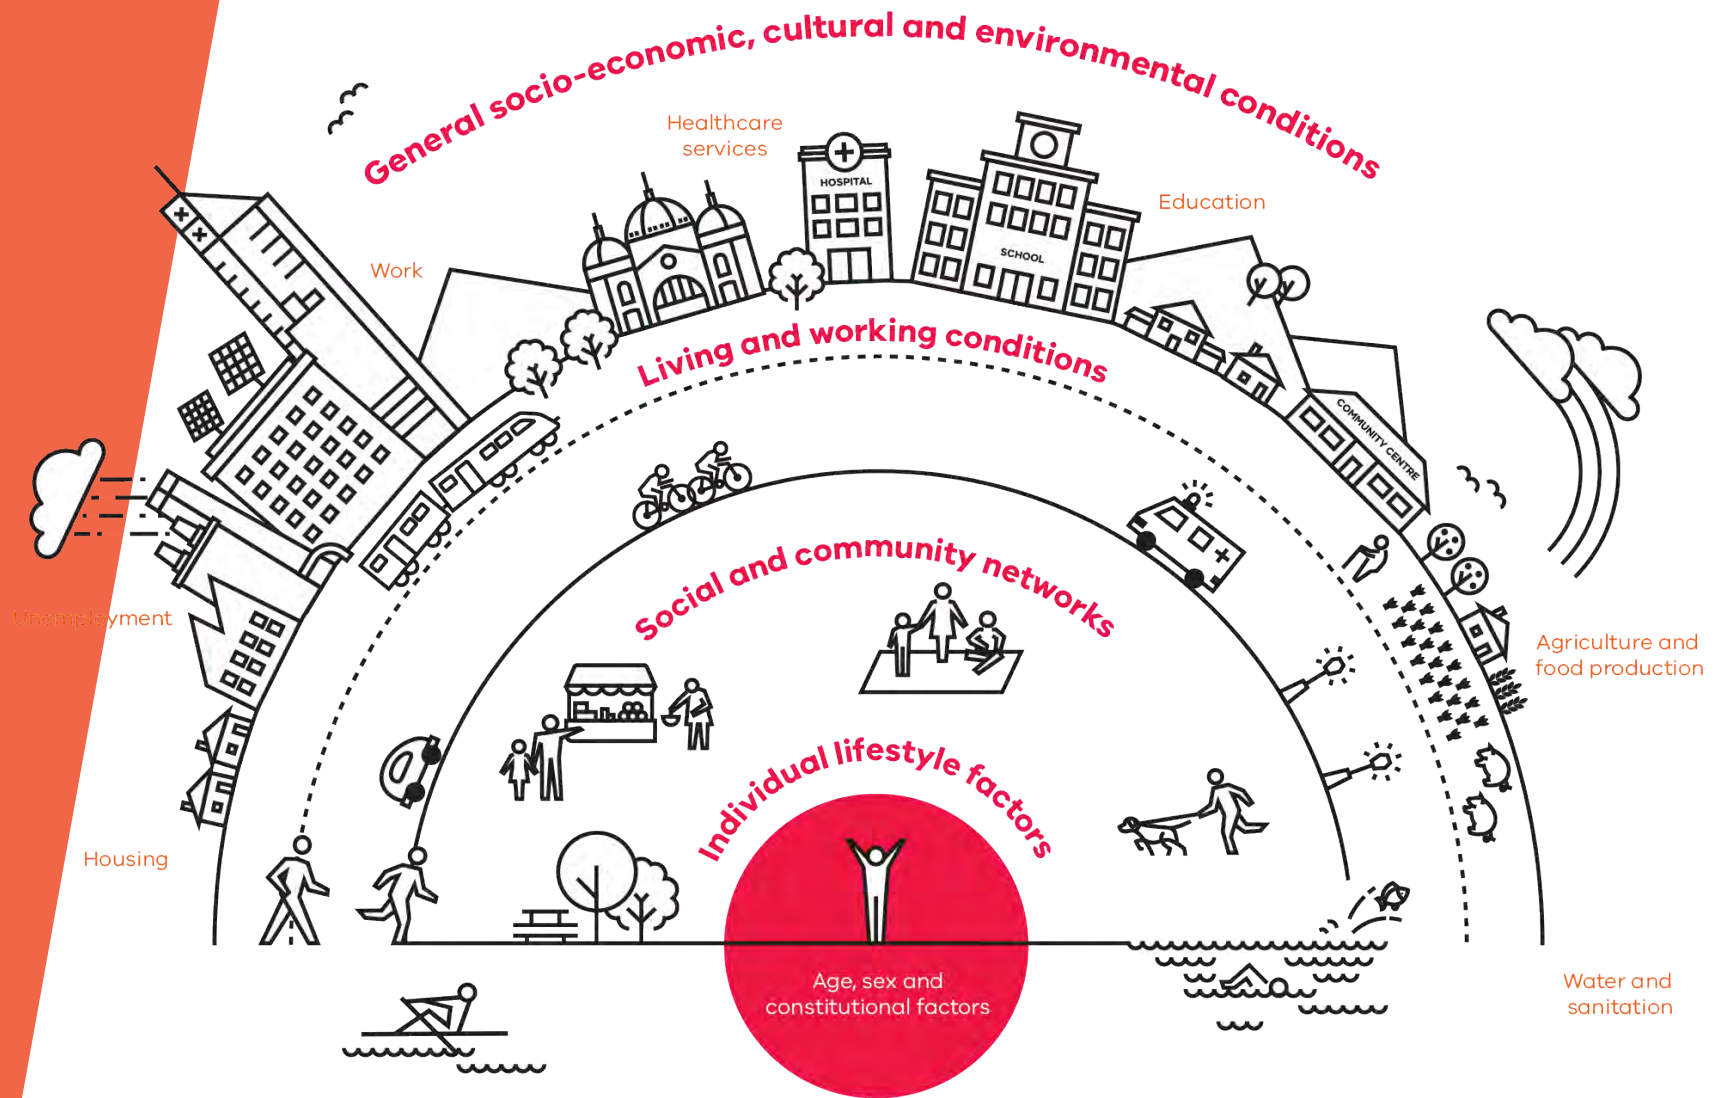 General socio-economic, cultural and environmental conditions
Healthcare
services
HOSPITAL
Education
SCHOOL
Work
Living and working conditions
COMMUNITY CENTRE
Social and community networks
Unemployment
Agriculture and
food production
Individual lifestyle factors
Housing
Age, sex and
constitutional factors
Water and
sanitation